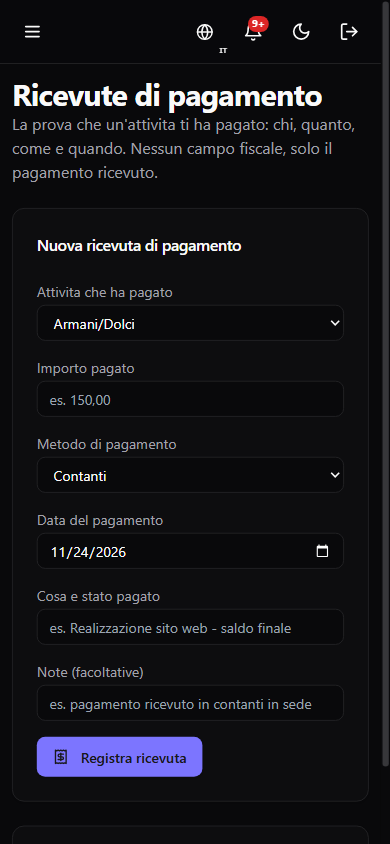 9+
IT
Ricevute di pagamento
La prova che un'attivita ti ha pagato: chi, quanto,
come e quando. Nessun campo fiscale, solo il
pagamento ricevuto.
Nuova ricevuta di pagamento
Attivita che ha pagato
Armani/Dolci
Importo pagato
es. 150,00
Metodo di pagamento
Contanti
Data del pagamento
11/24/2026
Cosa e stato pagato
es. Realizzazione sito web - saldo finale
Note (facoltative)
es. pagamento ricevuto in contanti in sede
Registra ricevuta